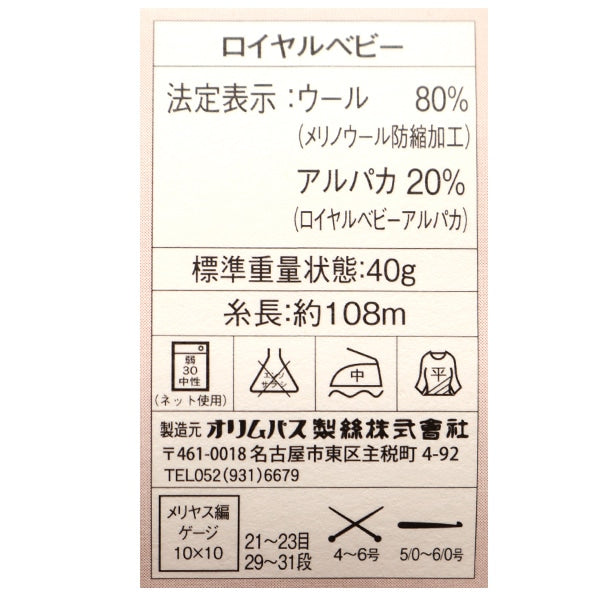 ロイヤルベビー
法定表示:ウール 80%
(メリノウール防縮加工)
アルパカ 20%
(ロイヤルベビーアルパカ)
標準重量状態:40g
糸長:約108m
弱
30
中性
(ネット使用)
エンソ
サラシ
中
平
製造元 オリムパス製絲株式會社
〒461-0018 名古屋市東区主税町 4-92
TEL052(931)6679
メリヤス編
ゲージ
10×10
21～23目
29～31段
4～6号
5/0～6/0号